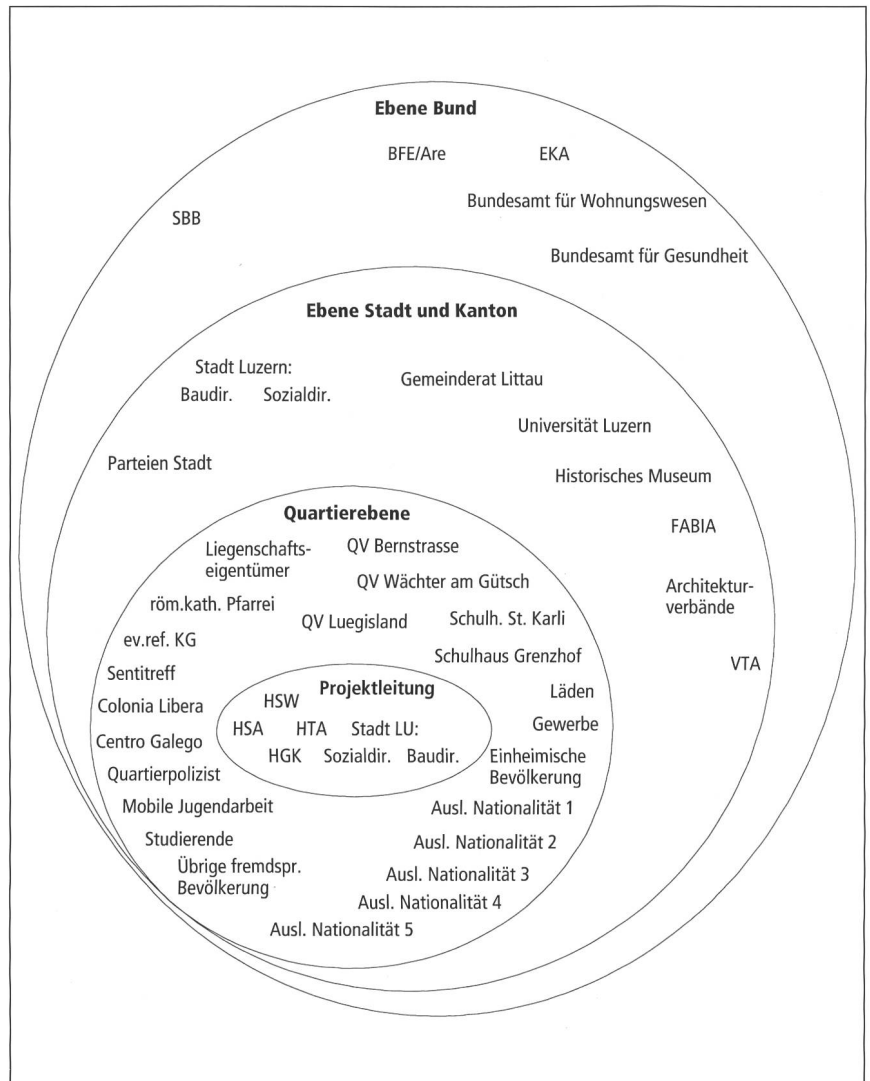 Ebene Bund
BFE/Are EKA
Bundesamt für Wohnungswesen
SBB
Bundesamt für Gesundheit
Ebene Stadt und Kanton
Stadt Luzern:
Gemeinderat Littau
Baudir. Sozialdir.
Universität Luzern
Parteien Stadt
Historisches Museum
Quartierebene
FABIA
Liegenschafts-
eigentümer
QV Bernstrasse
QV Wächter am Gütsch
Architektur-
verbände
röm.kath. Pfarrei
QV Luegisland
Schulh. St. Karli
ev.ref. KG
Schulhaus Grenzhof
VTA
Sentitreff
Projektleitung
Läden
HSW
Colonia Libera
Gewerbe
HSA HTA Stadt LU:
Centro Galego
HGK Sozialdir. Baudir.
Einheimische
Bevölkerung
Quartierpolizist
Mobile Jugendarbeit
Ausl. Nationalität 1
Studierende
Ausl. Nationalität 2
Übrige fremdspr.
Bevölkerung
Ausl. Nationalität 3
Ausl. Nationalität 4
Ausl. Nationalität 5